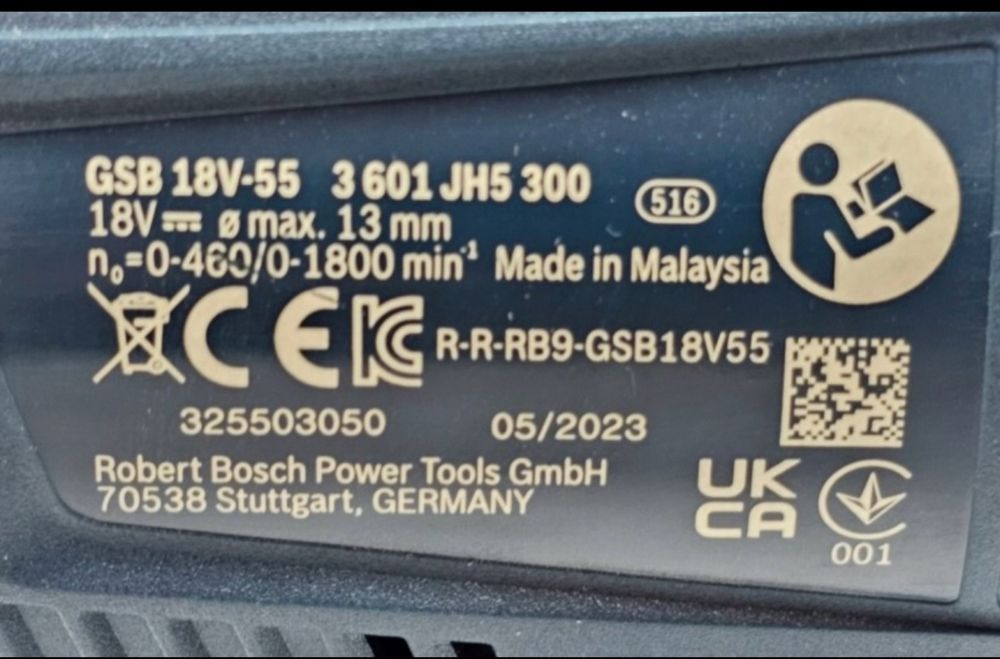 GSB 18V-55 3 601 JH5 300
516
18V⎓ ø max. 13 mm
n₀=0-460/0-1800 min⁻¹ Made in Malaysia
CE KC R-R-RB9-GSB18V55
325503050 05/2023
Robert Bosch Power Tools GmbH
70538 Stuttgart, GERMANY
UK
CA
001